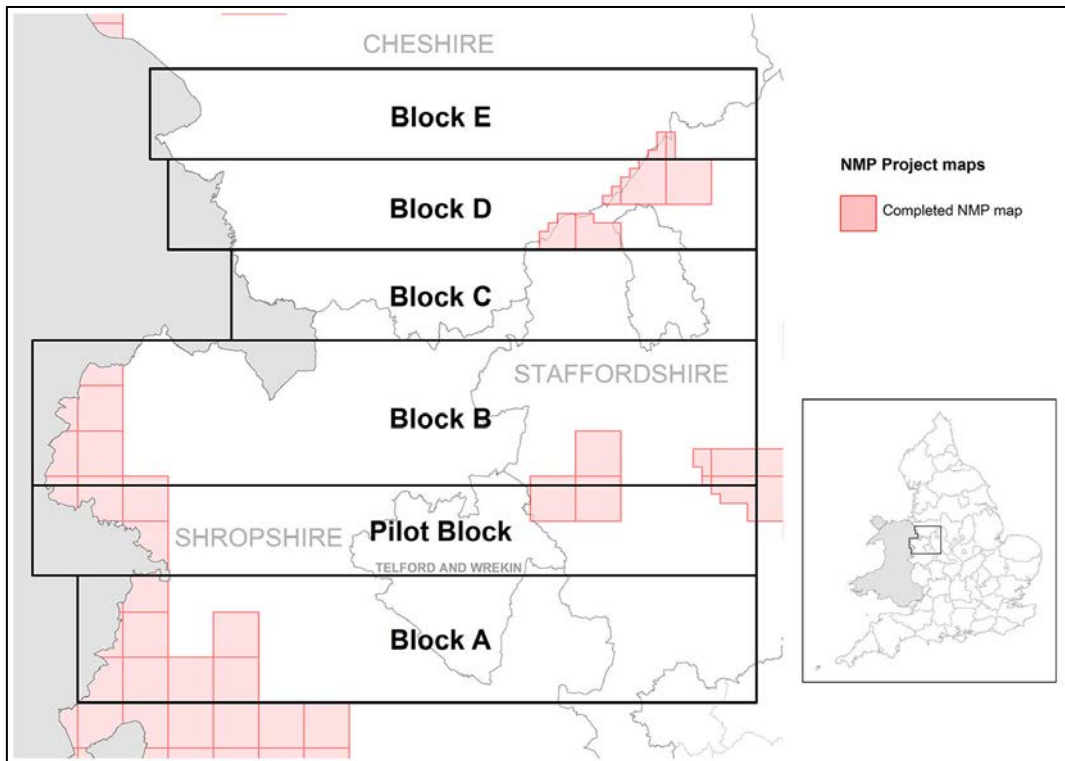 CHESHIRE
Block E
NMP Project maps
Completed NMP map
Block D
Block C
STAFFORDSHIRE
Block B
SHROPSHIRE
Pilot Block
TELFORD AND WREKIN
Block A